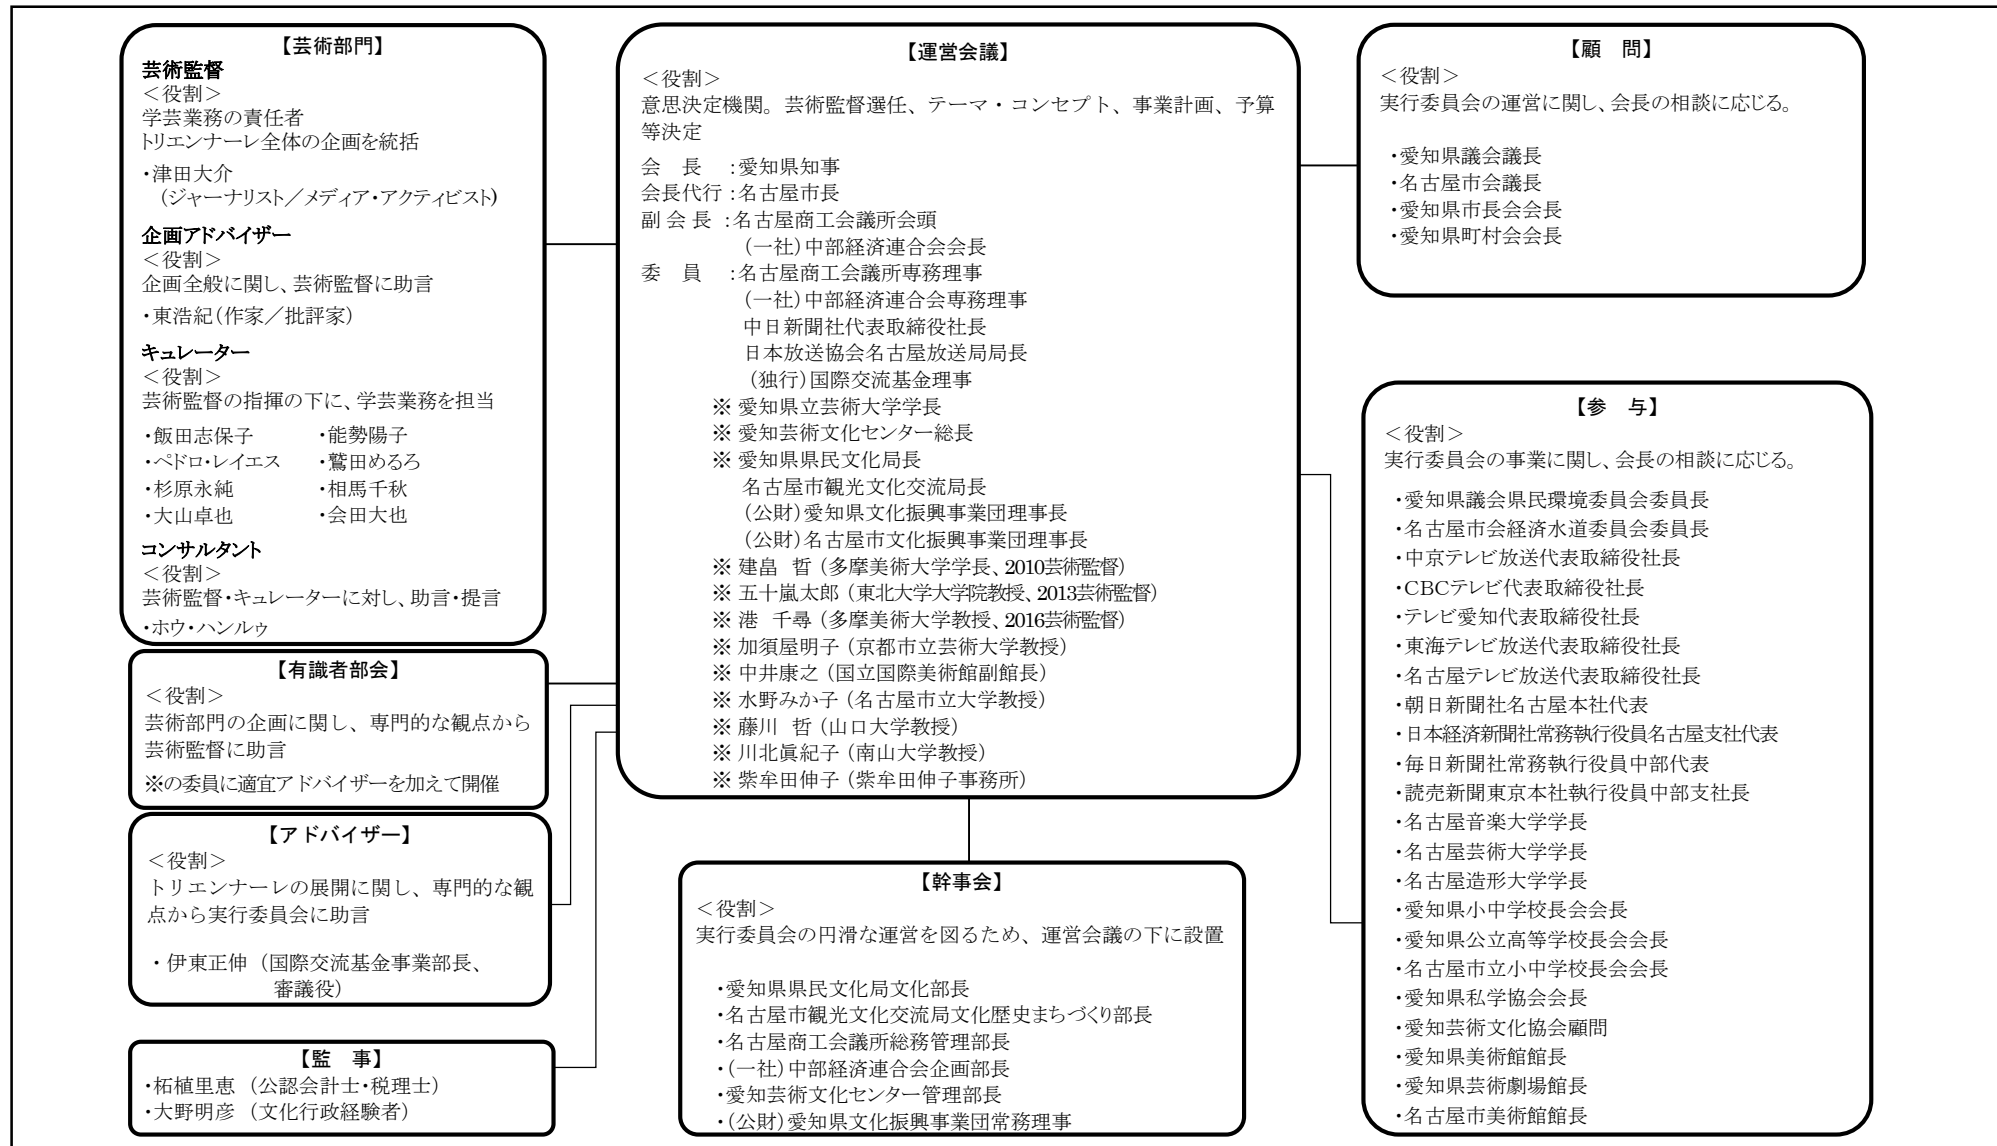 【芸術部門】
芸術監督
<役割>
学芸業務の責任者
トリエンナーレ全体の企画を統括
・津田大介
(ジャーナリスト／メディア・アクティビスト)
企画アドバイザー
<役割>
企画全般に関し、芸術監督に助言
・東浩紀(作家／批評家)
キュレーター
<役割>
芸術監督の指揮の下に、学芸業務を担当
・飯田志保子 ・能勢陽子
・ペドロ・レイエス ・鷲田めるろ
・杉原永純 ・相馬千秋
・大山卓也 ・会田大也
コンサルタント
<役割>
芸術監督・キュレーターに対し、助言・提言
・ホウ・ハンルゥ
【有識者部会】
<役割>
芸術部門の企画に関し、専門的な観点から
芸術監督に助言
※の委員に適宜アドバイザーを加えて開催
【アドバイザー】
<役割>
トリエンナーレの展開に関し、専門的な観
点から実行委員会に助言
・伊東正伸（国際交流基金事業部長、
審議役）
【監　事】
・柘植里恵（公認会計士・税理士）
・大野明彦（文化行政経験者）
【運営会議】
<役割>
意思決定機関。芸術監督選任、テーマ・コンセプト、事業計画、予算
等決定
会　長　：愛知県知事
会長代行：名古屋市長
副 会 長 ：名古屋商工会議所会頭
(一社)中部経済連合会会長
委　員　：名古屋商工会議所専務理事
(一社)中部経済連合会専務理事
中日新聞社代表取締役社長
日本放送協会名古屋放送局局長
(独行)国際交流基金理事
※ 愛知県立芸術大学学長
※ 愛知芸術文化センター総長
※ 愛知県県民文化局長
名古屋市観光文化交流局長
(公財)愛知県文化振興事業団理事長
(公財)名古屋市文化振興事業団理事長
※ 建畠　哲（多摩美術大学学長、2010芸術監督）
※ 五十嵐太郎（東北大学大学院教授、2013芸術監督）
※ 港　千尋（多摩美術大学教授、2016芸術監督）
※ 加須屋明子（京都市立芸術大学教授）
※ 中井康之（国立国際美術館副館長）
※ 水野みか子（名古屋市立大学教授）
※ 藤川　哲（山口大学教授）
※ 川北眞紀子（南山大学教授）
※ 紫牟田伸子（紫牟田伸子事務所）
【幹事会】
<役割>
実行委員会の円滑な運営を図るため、運営会議の下に設置
・愛知県県民文化局文化部長
・名古屋市観光文化交流局文化歴史まちづくり部長
・名古屋商工会議所総務管理部長
・(一社)中部経済連合会企画部長
・愛知芸術文化センター管理部長
・(公財)愛知県文化振興事業団常務理事
【顧　問】
<役割>
実行委員会の運営に関し、会長の相談に応じる。
・愛知県議会議長
・名古屋市会議長
・愛知県市長会会長
・愛知県町村会会長
【参　与】
<役割>
実行委員会の事業に関し、会長の相談に応じる。
・愛知県議会県民環境委員会委員長
・名古屋市会経済水道委員会委員長
・中京テレビ放送代表取締役社長
・CBCテレビ代表取締役社長
・テレビ愛知代表取締役社長
・東海テレビ放送代表取締役社長
・名古屋テレビ放送代表取締役社長
・朝日新聞社名古屋本社代表
・日本経済新聞社常務執行役員名古屋支社代表
・毎日新聞社常務執行役員中部代表
・読売新聞東京本社執行役員中部支社長
・名古屋音楽大学学長
・名古屋芸術大学学長
・名古屋造形大学学長
・愛知県小中学校長会会長
・愛知県公立高等学校長会会長
・名古屋市立小中学校長会会長
・愛知県私学協会会長
・愛知芸術文化協会顧問
・愛知県美術館館長
・愛知県芸術劇場館長
・名古屋市美術館館長